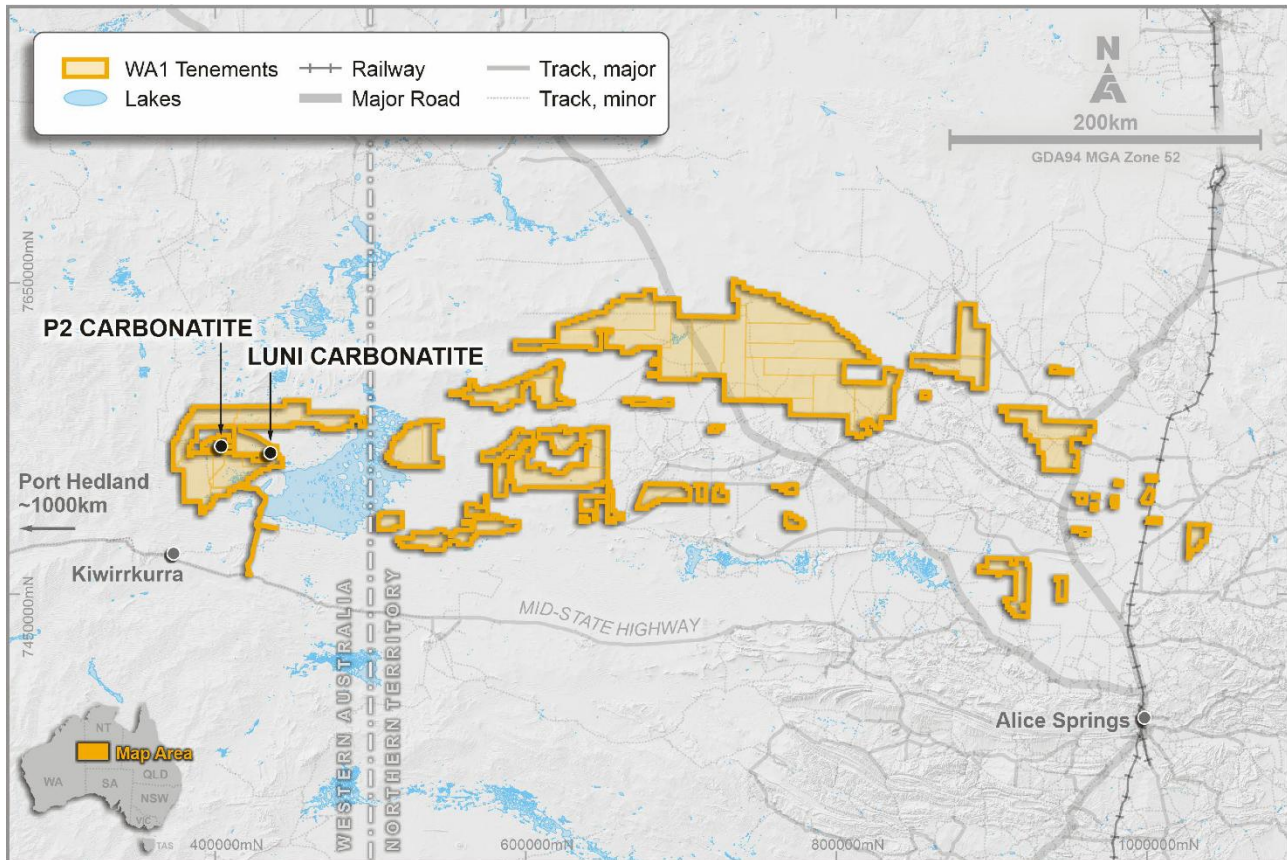 WA1 Tenements
Lakes
Railway
Major Road
Track, major
Track, minor
N
200km
GDA94 MGA Zone 52
7650000mN
P2 CARBONATITE
LUNI CARBONATITE
Port Hedland
~1000km
Kiwirrkurra
7450000mN
MID-STATE HIGHWAY
WESTERN AUSTRALIA
NORTHERN TERRITORY
Alice Springs
NT
Map Area
WA
QLD
SA
NSW
VIC
TAS
400000mN
600000mN
800000mN
1000000mN